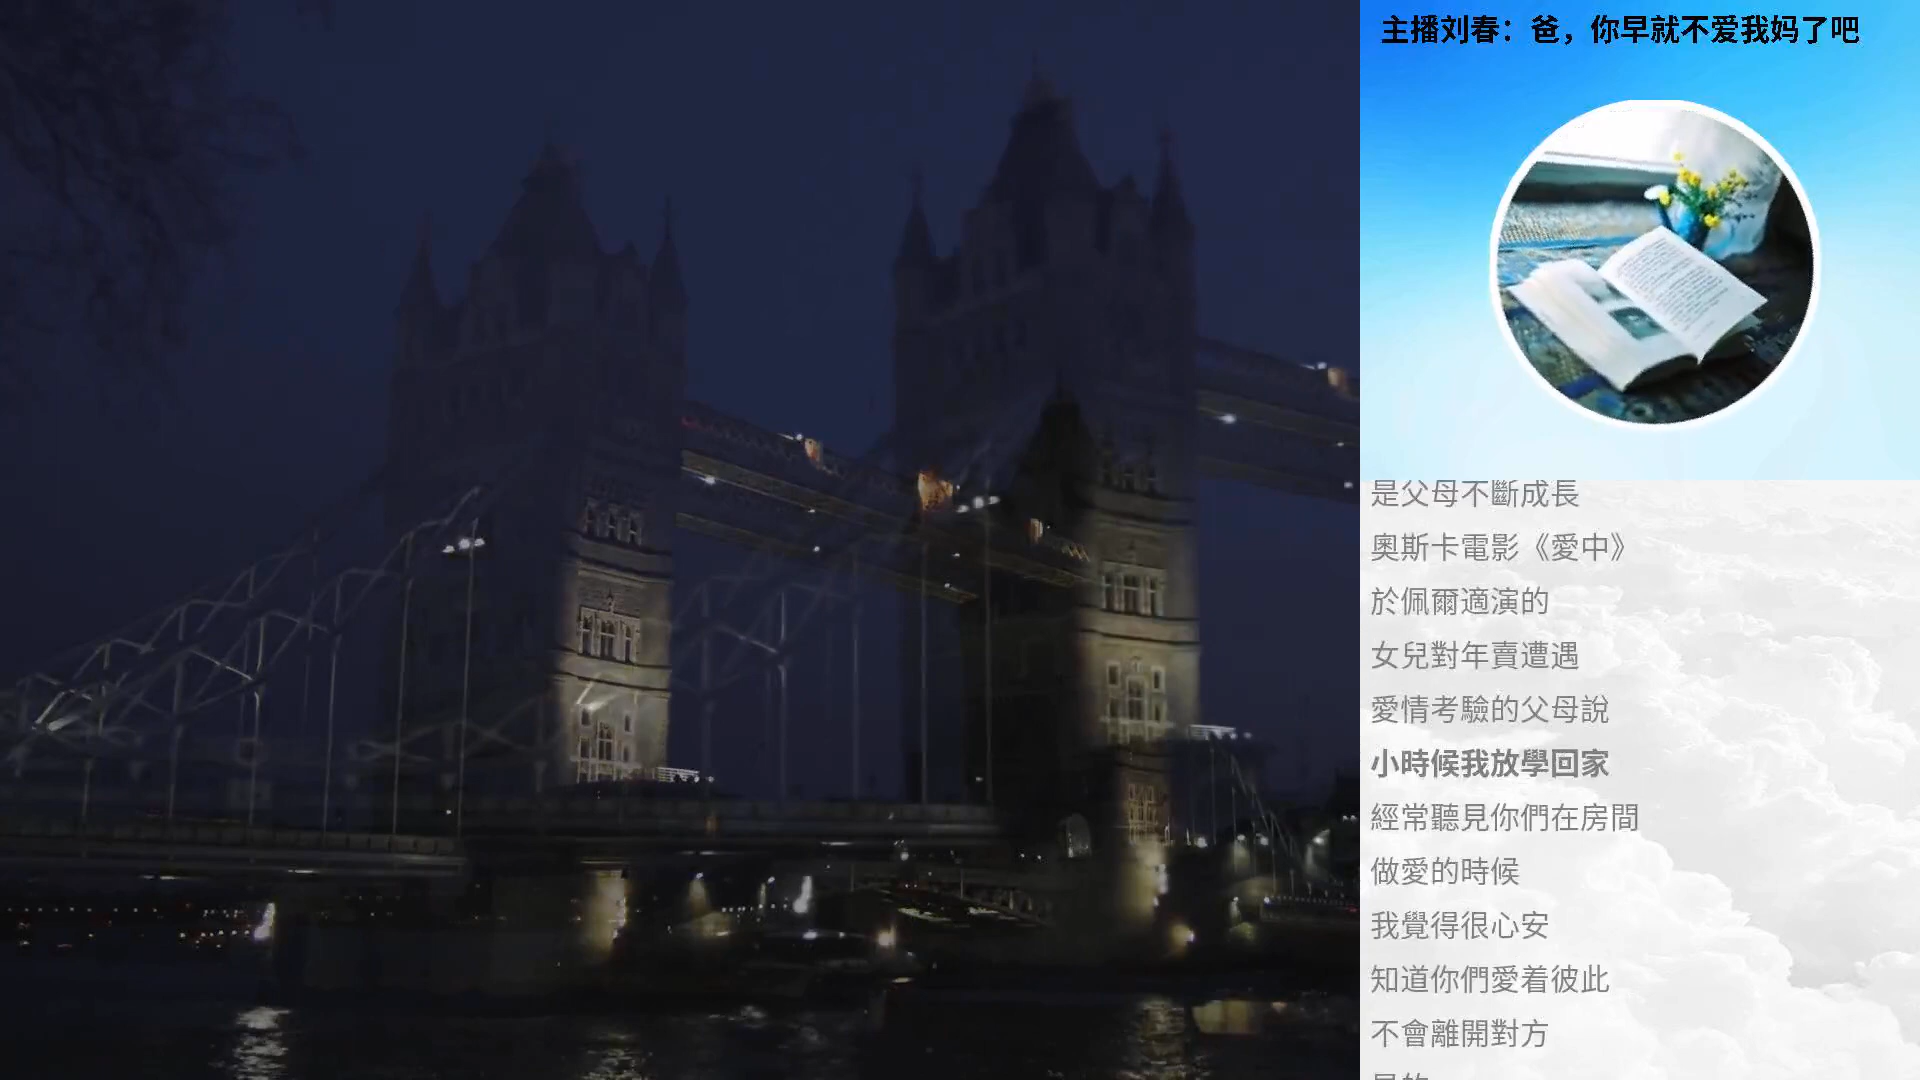 主播刘春：爸，你早就不爱我妈了吧
是父母不斷成長
奧斯卡電影《愛中》
於佩爾適演的
女兒對年賣遭遇
愛情考驗的父母說
小時候我放學回家
經常聽見你們在房間
做愛的時候
我覺得很心安
知道你們愛着彼此
不會離開對方